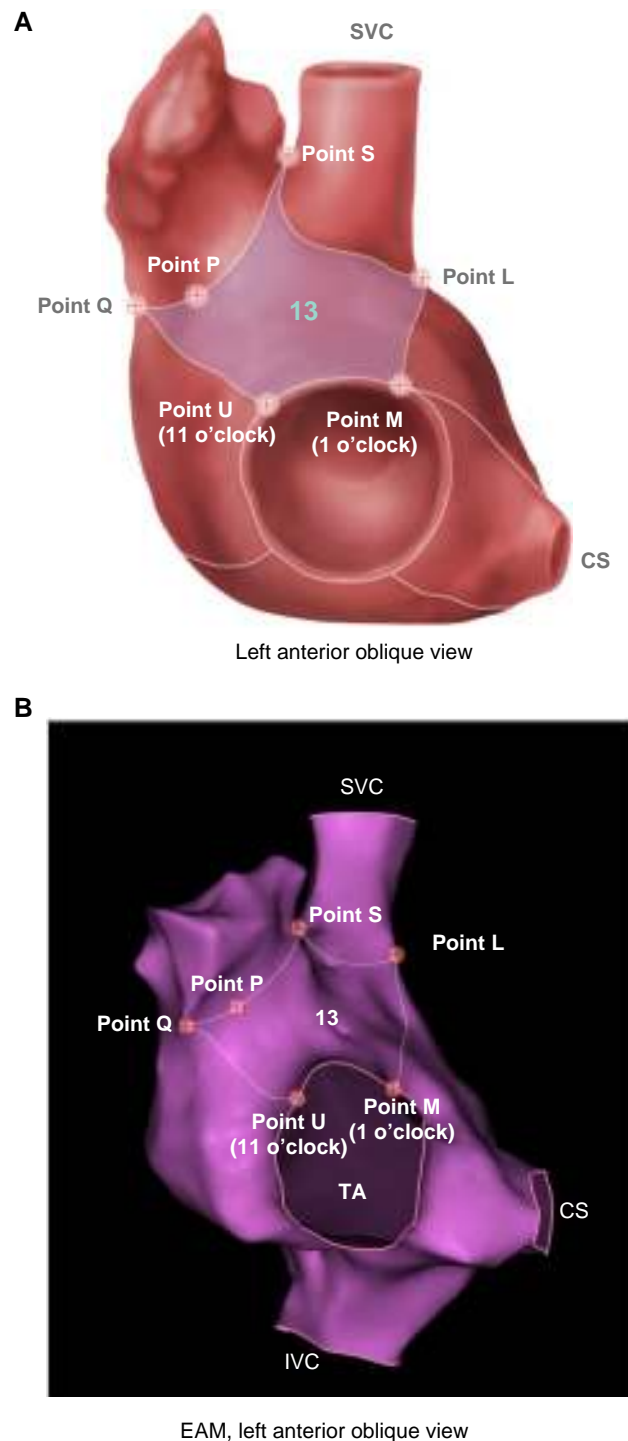 A
SVC
Point S
Point P
Point L
Point Q
13
Point U
(11 o’clock)
Point M
(1 o’clock)
CS
Left anterior oblique view
B
SVC
Point S
Point L
Point P
Point Q
13
Point U
(11 o’clock)
Point M
(1 o’clock)
TA
CS
IVC
EAM, left anterior oblique view